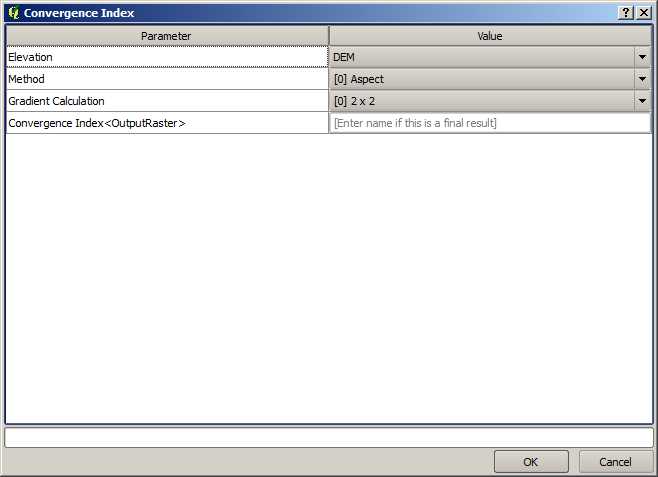 Convergence Index
Parameter Value
Elevation DEM
Method [0] Aspect
Gradient Calculation [0] 2 x 2
Convergence Index<OutputRaster> [Enter name if this is a final result]
OK Cancel